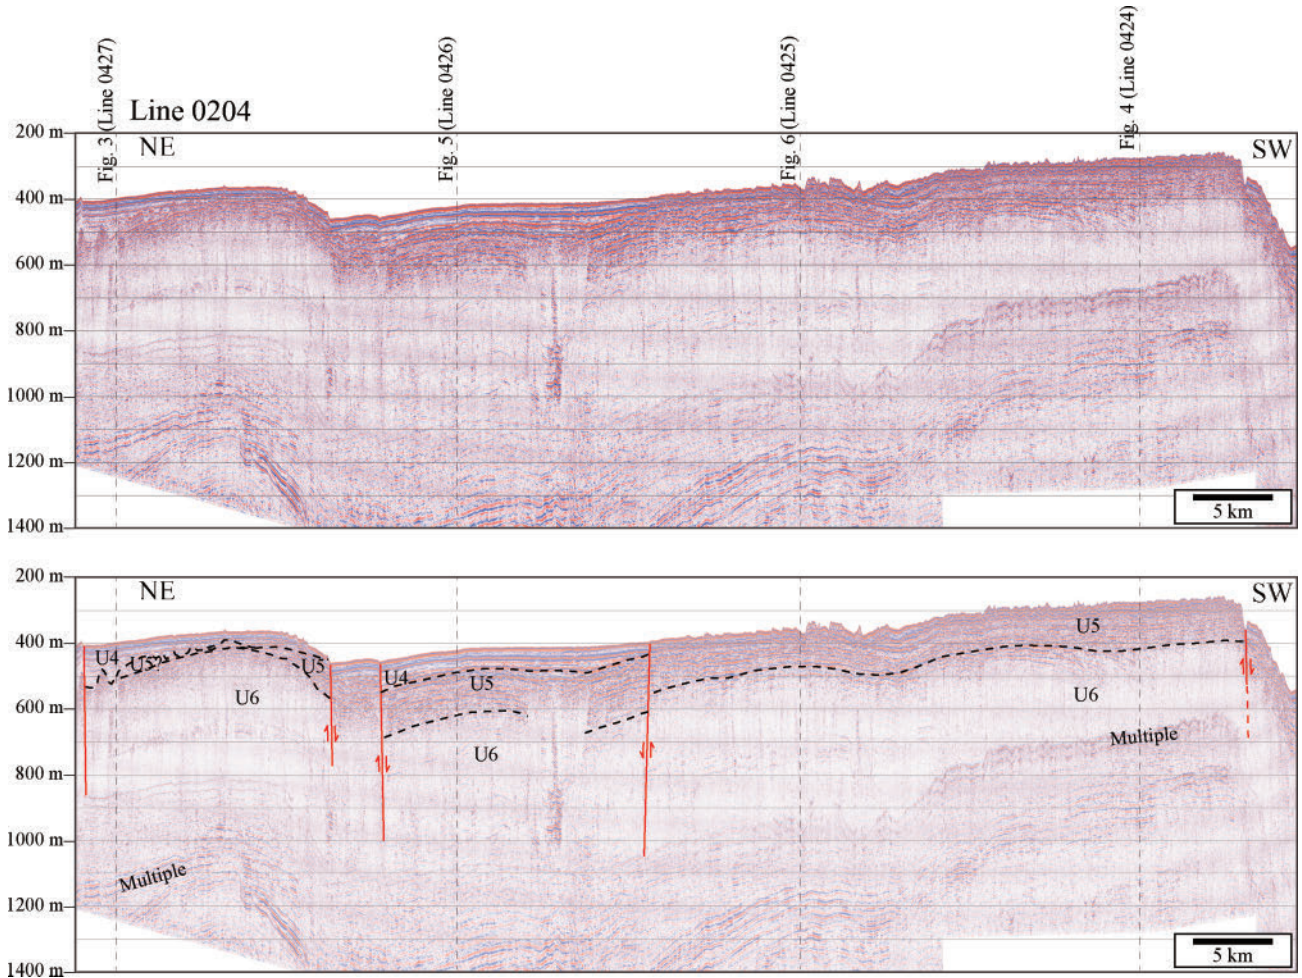 Fig. 3 (Line 0427)
Fig. 5 (Line 0426)
Fig. 6 (Line 0425)
Fig. 4 (Line 0424)
Line 0204
200 m
NE
SW
400 m
600 m
800 m
1000 m
1200 m
1400 m
5 km
200 m
NE
SW
400 m
600 m
800 m
1000 m
1200 m
1400 m
U4
U5?
U5
U6
U4
U5
U6
U5
U6
Multiple
Multiple
5 km